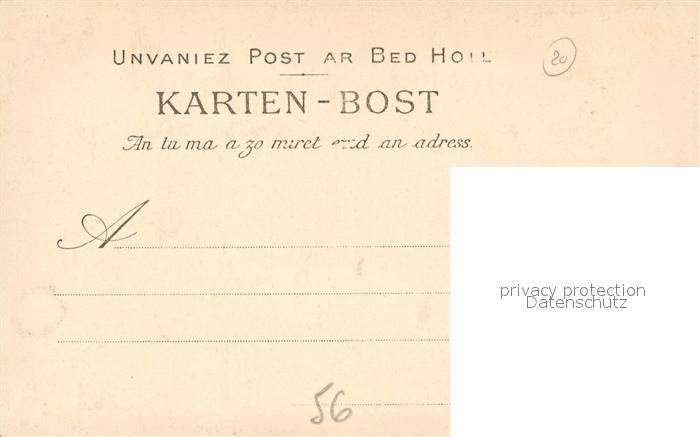 UNVANIEZ POST AR BED HOLL
20
KARTEN-BOST
An tu ma a zo miret evid an adress.
A
privacy protection
Datenschutz
56